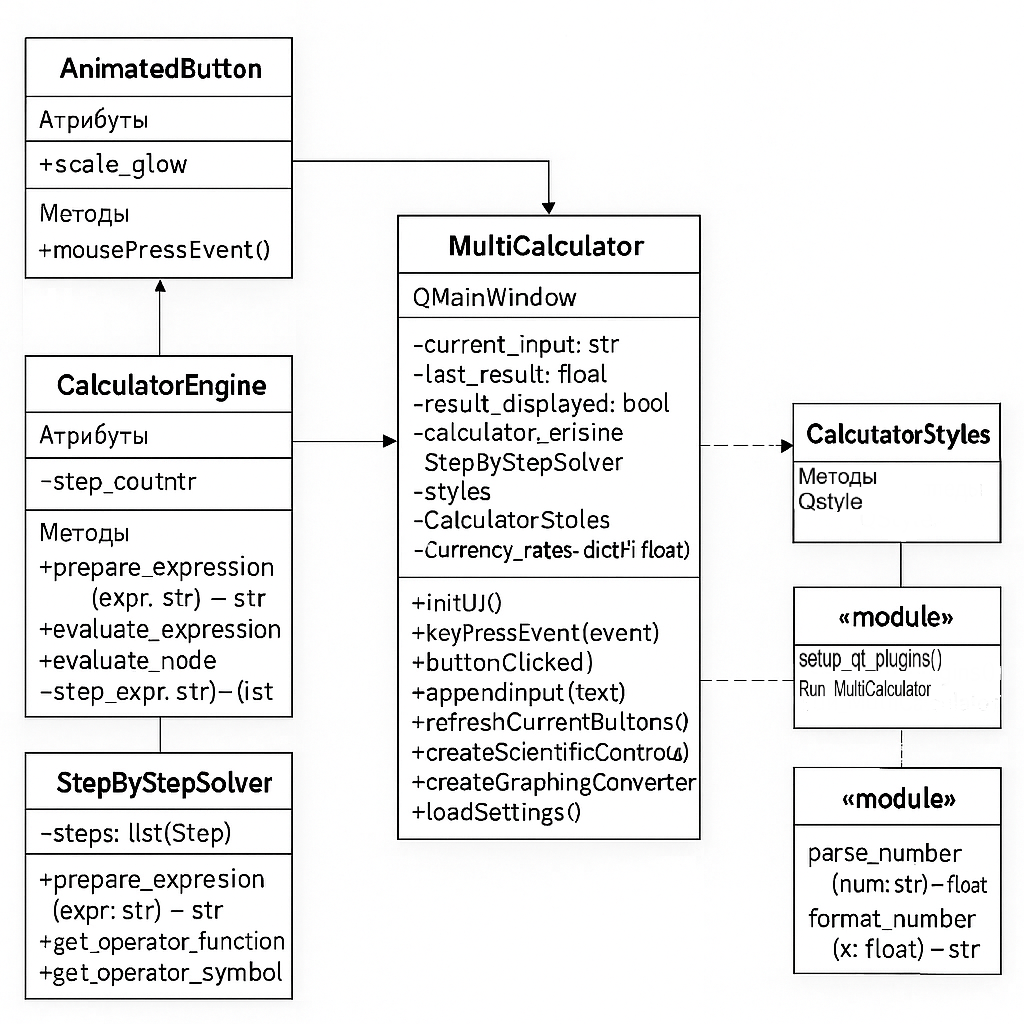 AnimatedButton
Атрибуты
+scale_glow
Методы
+mousePressEvent()
CalculatorEngine
Атрибуты
-step_coutntr
Методы
+prepare_expression
(expr. str) – str
+evaluate_expression
+evaluate_node
-step_expr. str)–(ist
StepByStepSolver
-steps: llst(Step)
+prepare_expresion
(expr: str) – str
+get_operator_function
+get_operator_symbol
MultiCalculator
QMainWindow
-current_input: str
-last_result: floal
-result_displayed: bool
-calculator_erisine
StepByStepSolver
-styles
-CalculatorStoles
-Currency_rates- dictHi float)
+initUJ()
+keyPressEvent(event)
+buttonClicked)
+appendinput(text)
+refreshCurrentBultons()
+createScientificControu)
+createGraphingConverter
+loadSettings()
CalcutatorStyles
Методы
Qstyle
«module»
setup_qt_plugins()
Run MultiCalculator
«module»
parse_number
(num: str) – float
format_number
(x: float) – str